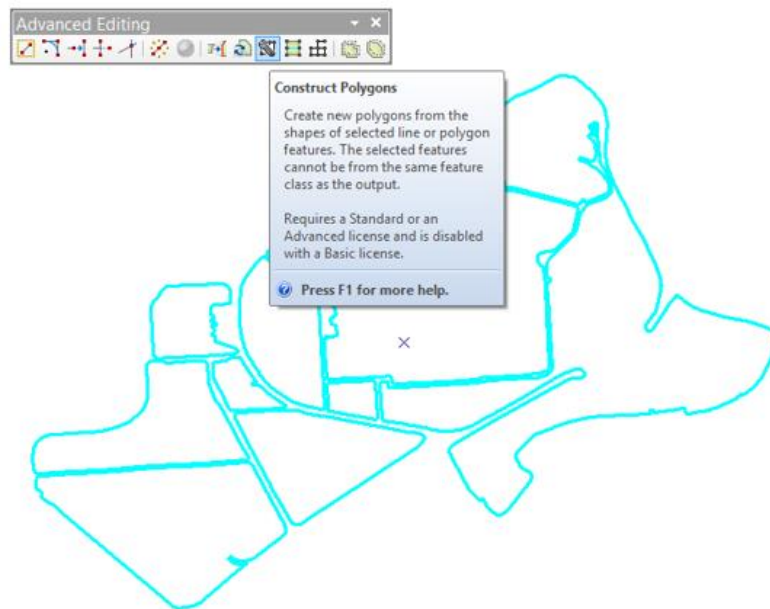 Advanced Editing
Construct Polygons
Create new polygons from the
shapes of selected line or polygon
features. The selected features
cannot be from the same feature
class as the output.
Requires a Standard or an
Advanced license and is disabled
with a Basic license.
Press F1 for more help.